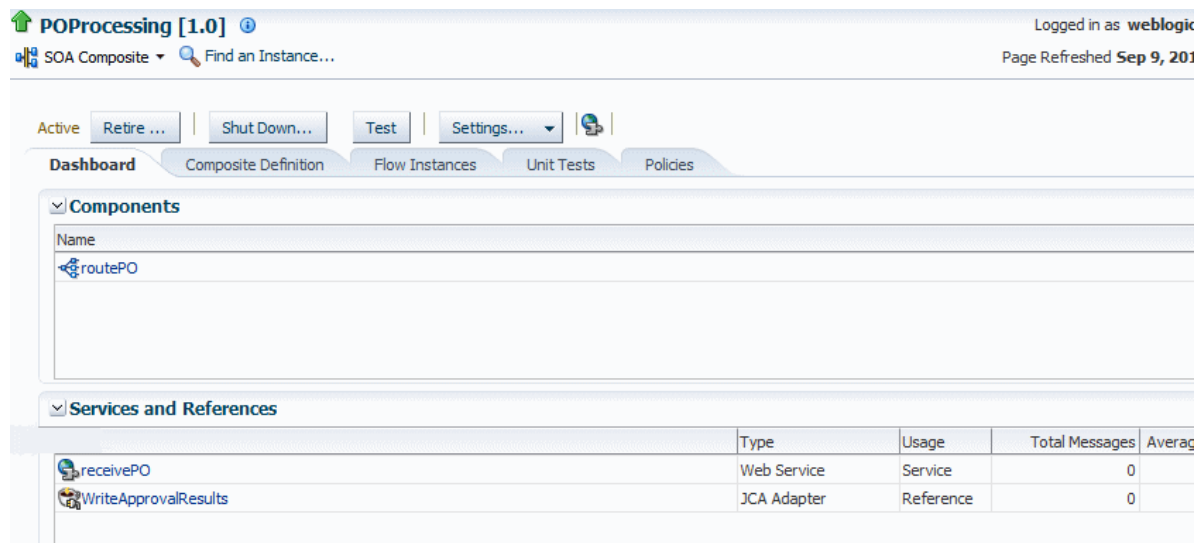 POProcessing [1.0] Logged in as weblogic
SOA Composite Find an Instance... Page Refreshed Sep 9, 201
Active Retire ... Shut Down... Test Settings...
Dashboard Composite Definition Flow Instances Unit Tests Policies
Components
Name
routePO
Services and References
Type Usage Total Messages Averag
receivePO Web Service Service 0
WriteApprovalResults JCA Adapter Reference 0